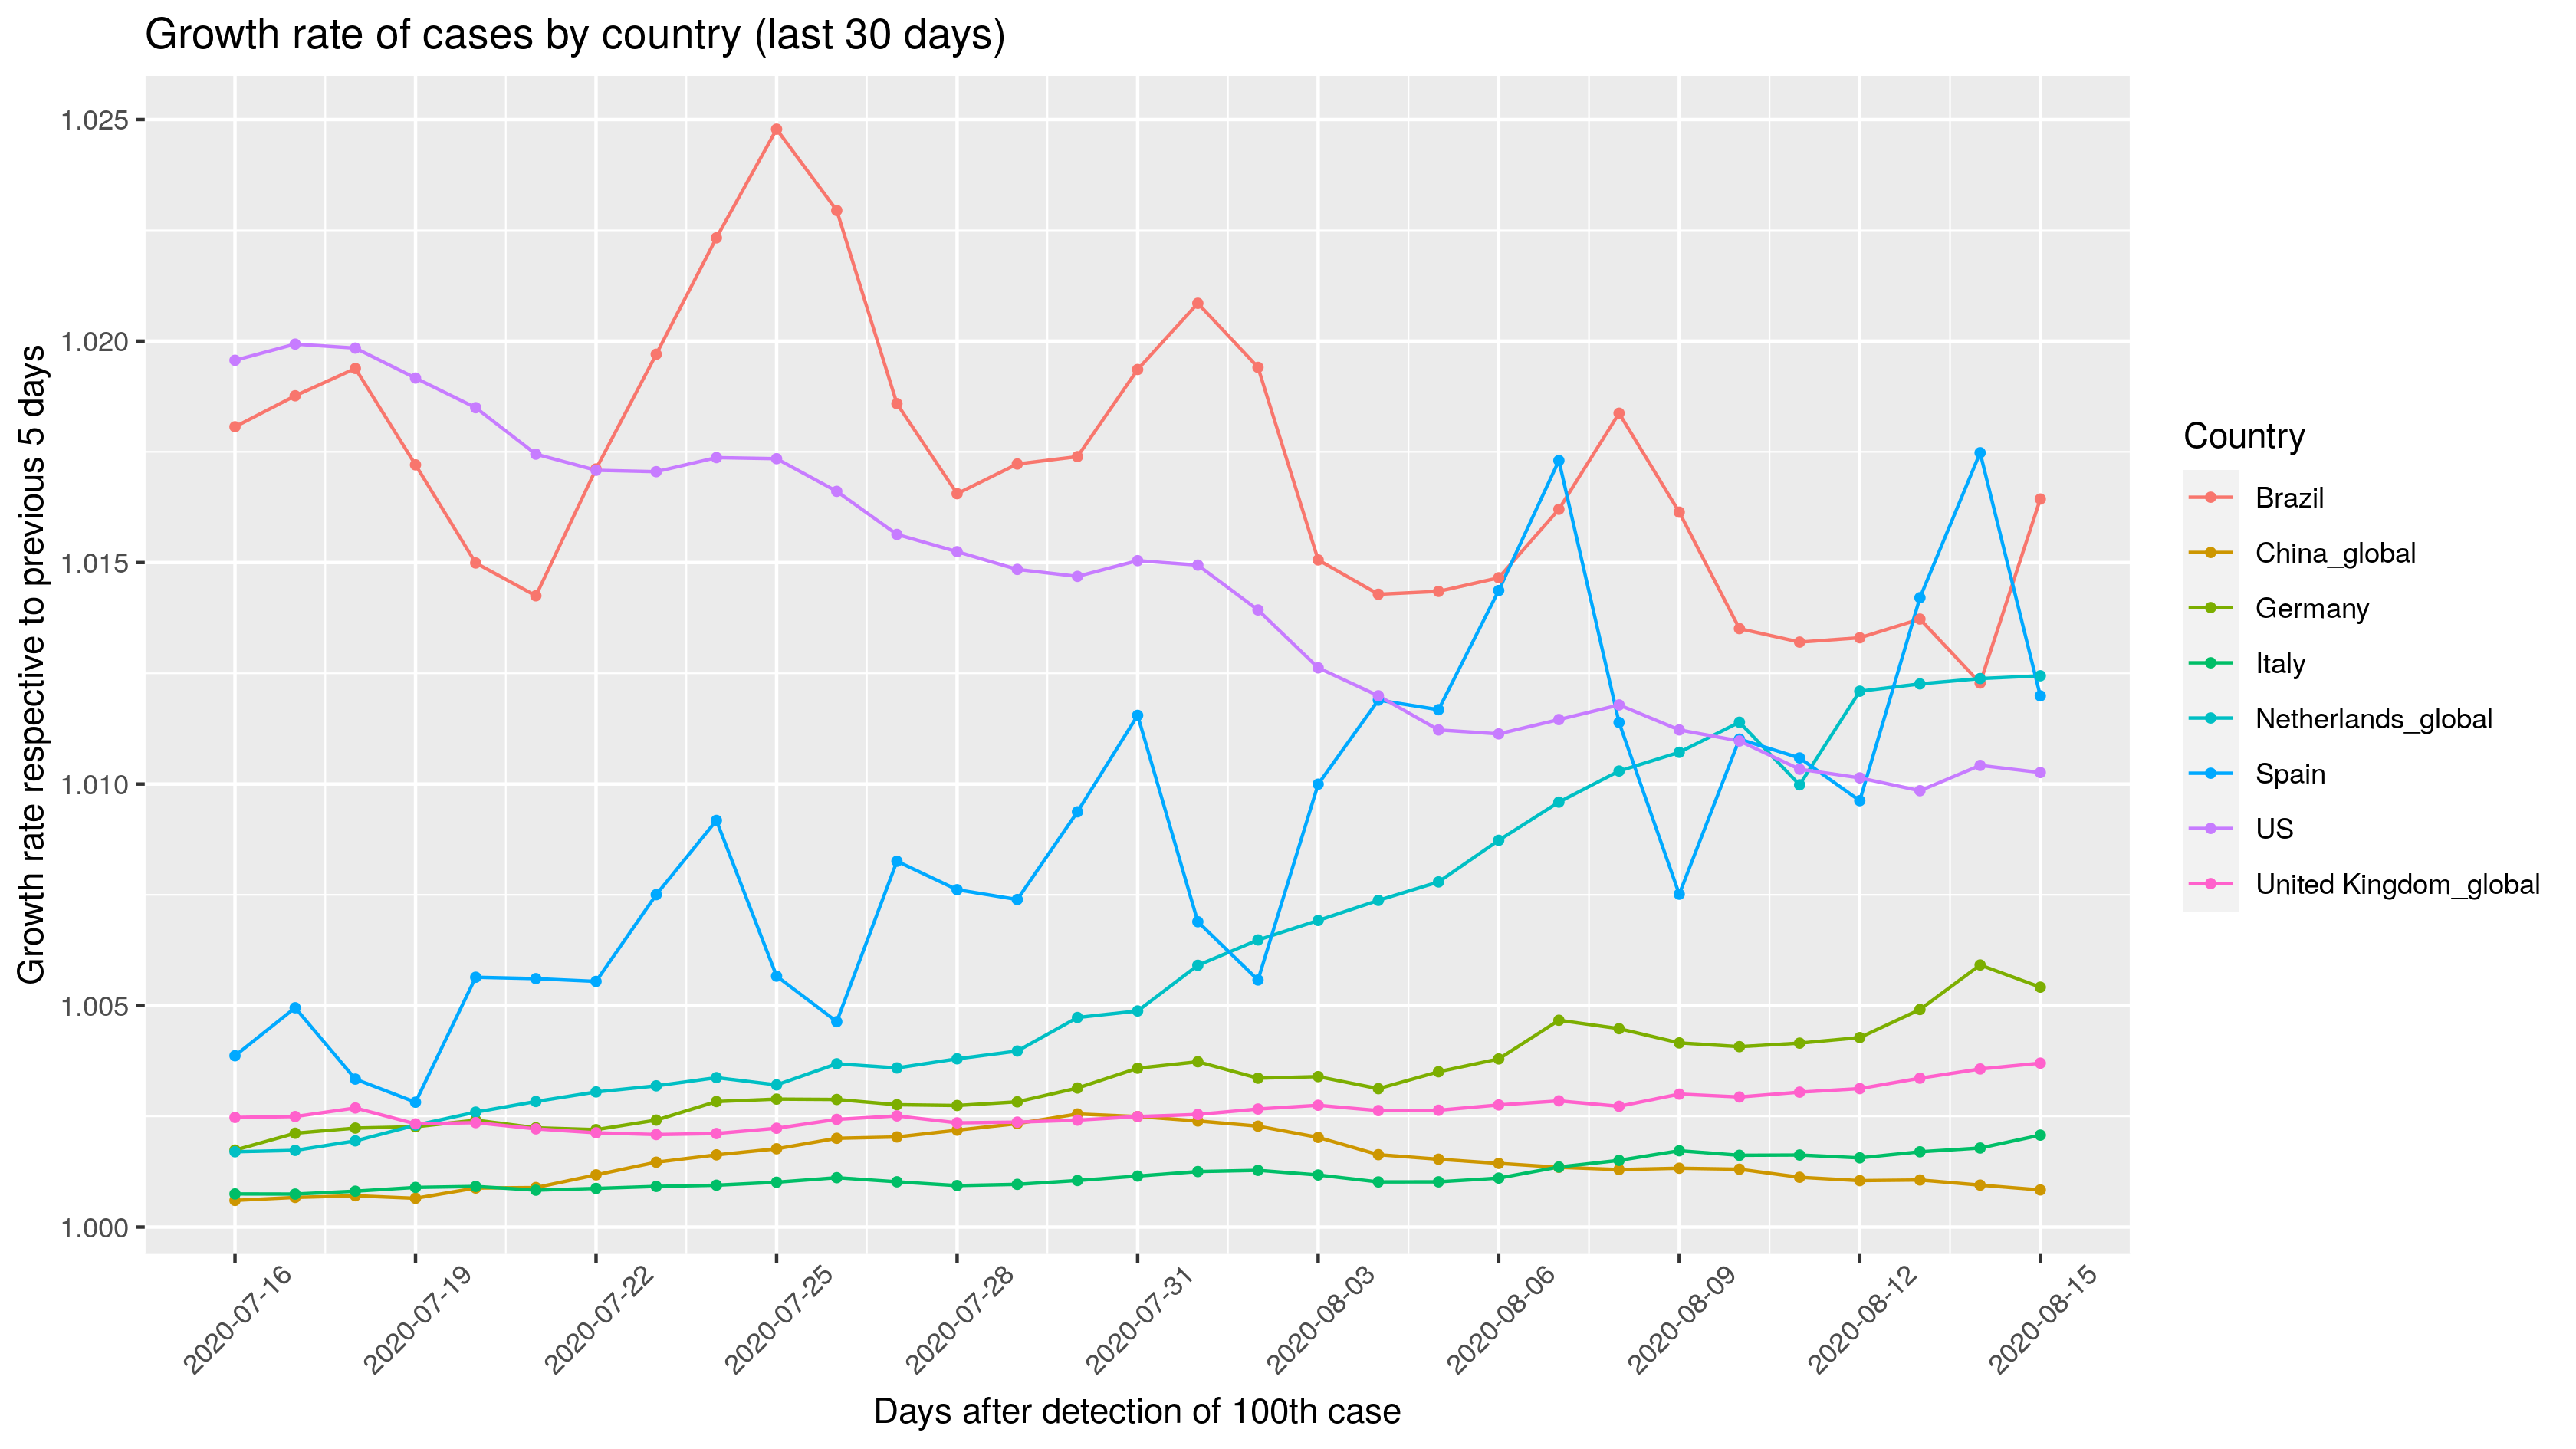 Growth rate of cases by country (last 30 days)
Growth rate respective to previous 5 days
1.025
1.020
1.015
1.010
1.005
1.000
2020-07-16
2020-07-19
2020-07-22
2020-07-25
2020-07-28
2020-07-31
2020-08-03
2020-08-06
2020-08-09
2020-08-12
2020-08-15
Days after detection of 100th case
Country
Brazil
China_global
Germany
Italy
Netherlands_global
Spain
US
United Kingdom_global